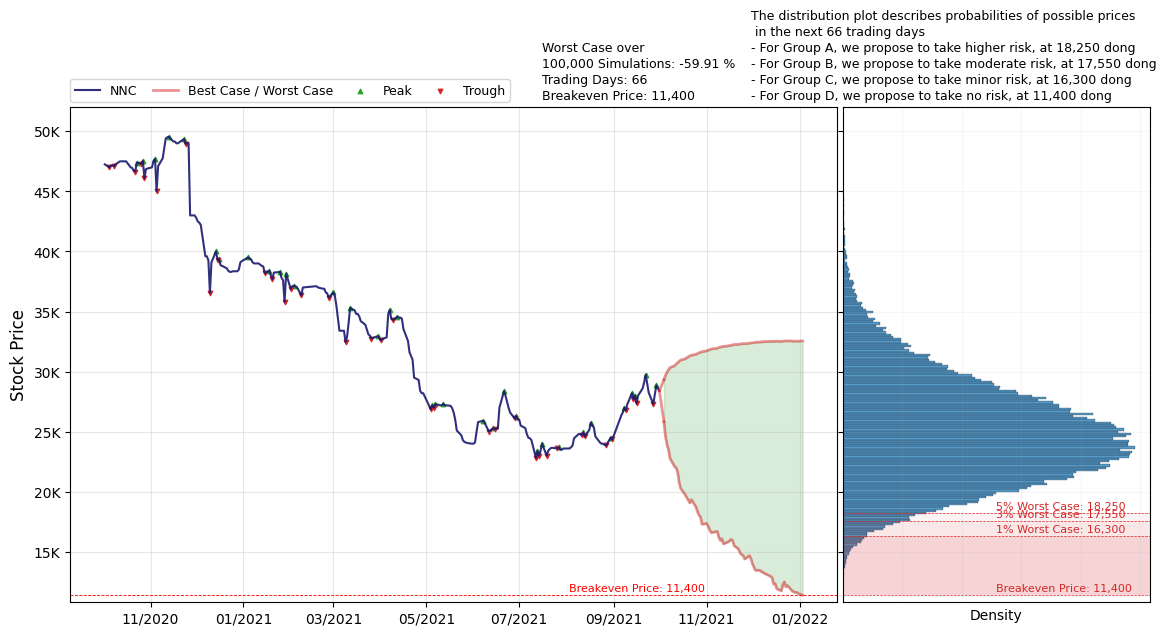 The distribution plot describes probabilities of possible prices
in the next 66 trading days
- For Group A, we propose to take higher risk, at 18,250 dong
- For Group B, we propose to take moderate risk, at 17,550 dong
- For Group C, we propose to take minor risk, at 16,300 dong
- For Group D, we propose to take no risk, at 11,400 dong
Worst Case over
100,000 Simulations: -59.91 %
Trading Days: 66
Breakeven Price: 11,400
NNC
Best Case / Worst Case
Peak
Trough
Stock Price
50K
45K
40K
35K
30K
25K
20K
15K
Breakeven Price: 11,400
11/2020
01/2021
03/2021
05/2021
07/2021
09/2021
11/2021
01/2022
5% Worst Case: 18,250
3% Worst Case: 17,550
1% Worst Case: 16,300
Breakeven Price: 11,400
Density